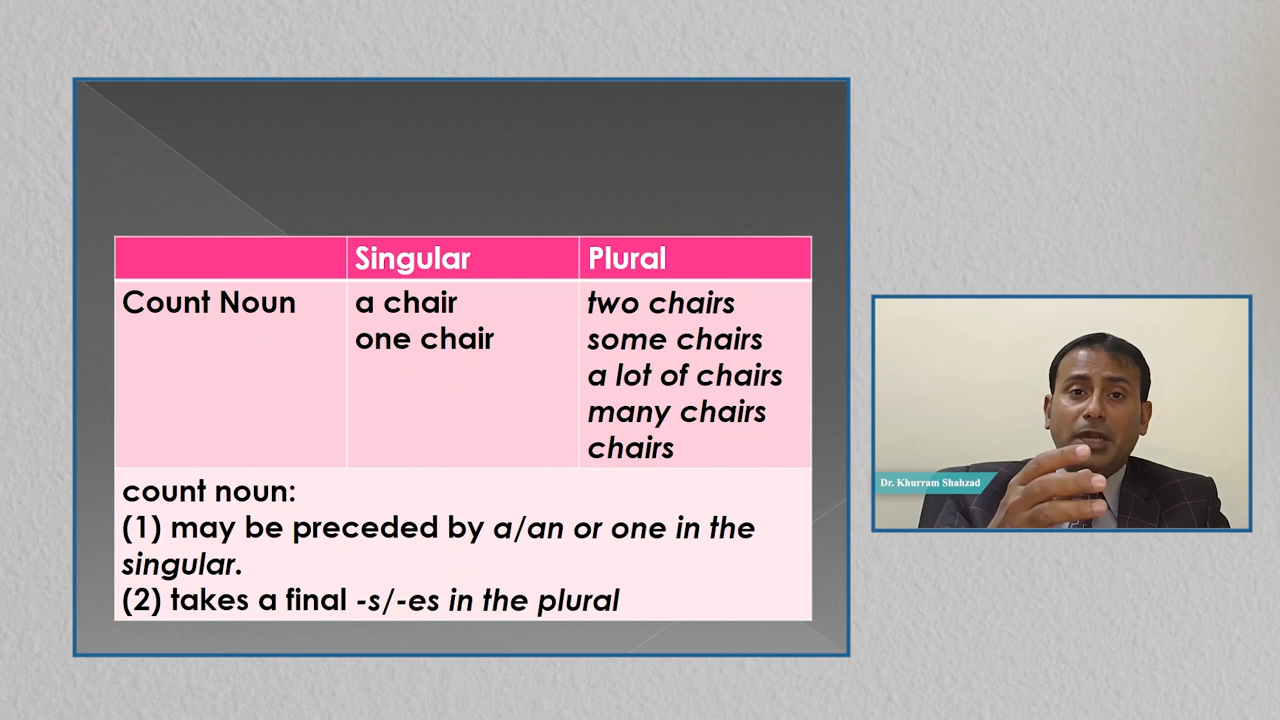 Singular Plural
Count Noun a chair two chairs
one chair some chairs
a lot of chairs
many chairs
chairs
count noun:
(1) may be preceded by a/an or one in the
singular.
(2) takes a final -s/-es in the plural
Dr. Khurram Shahzad